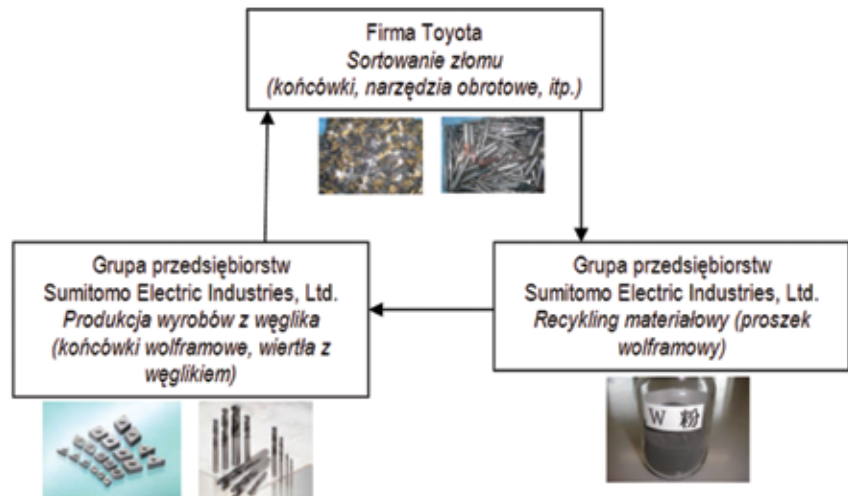 Firma Toyota
Sortowanie złomu
(końcówki, narzędzia obrotowe, itp.)
Grupa przedsiębiorstw
Sumitomo Electric Industries, Ltd.
Produkcja wyrobów z węglika
(końcówki wolframowe, wiertła z
węglikiem)
Grupa przedsiębiorstw
Sumitomo Electric Industries, Ltd.
Recykling materiałowy (proszek
wolframowy)
W 粉